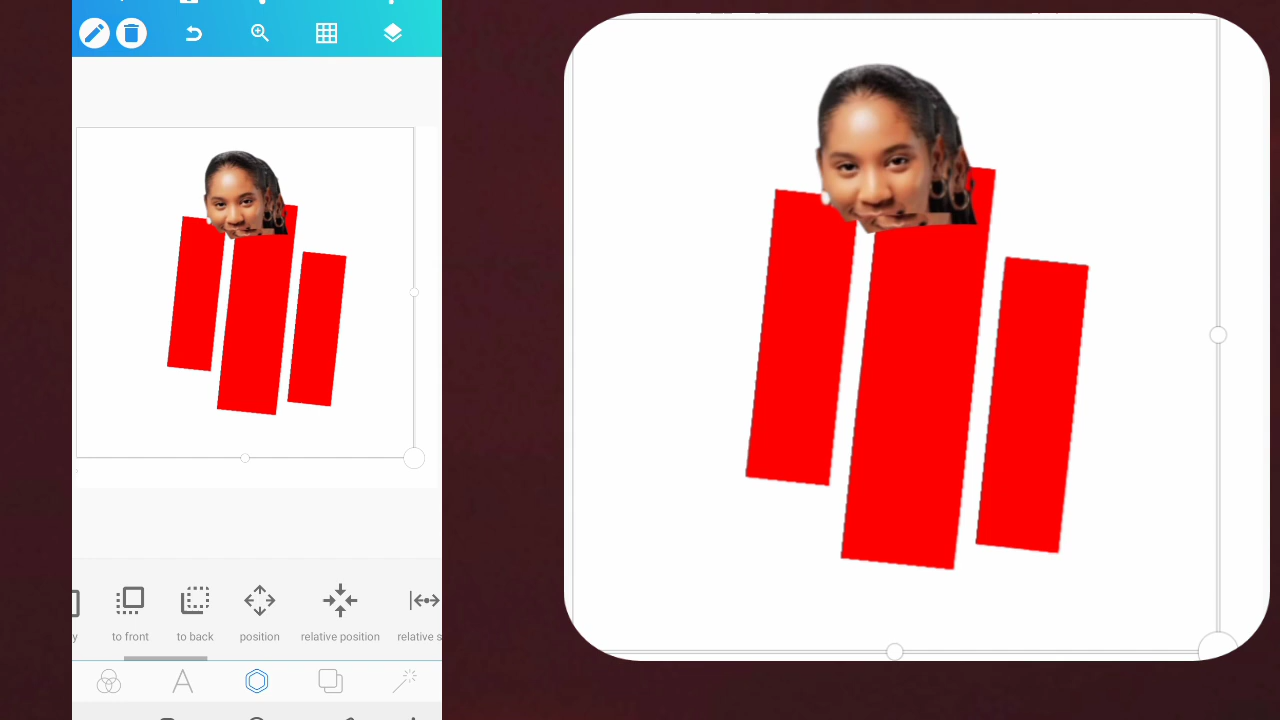 y to front to back position relative position relative s